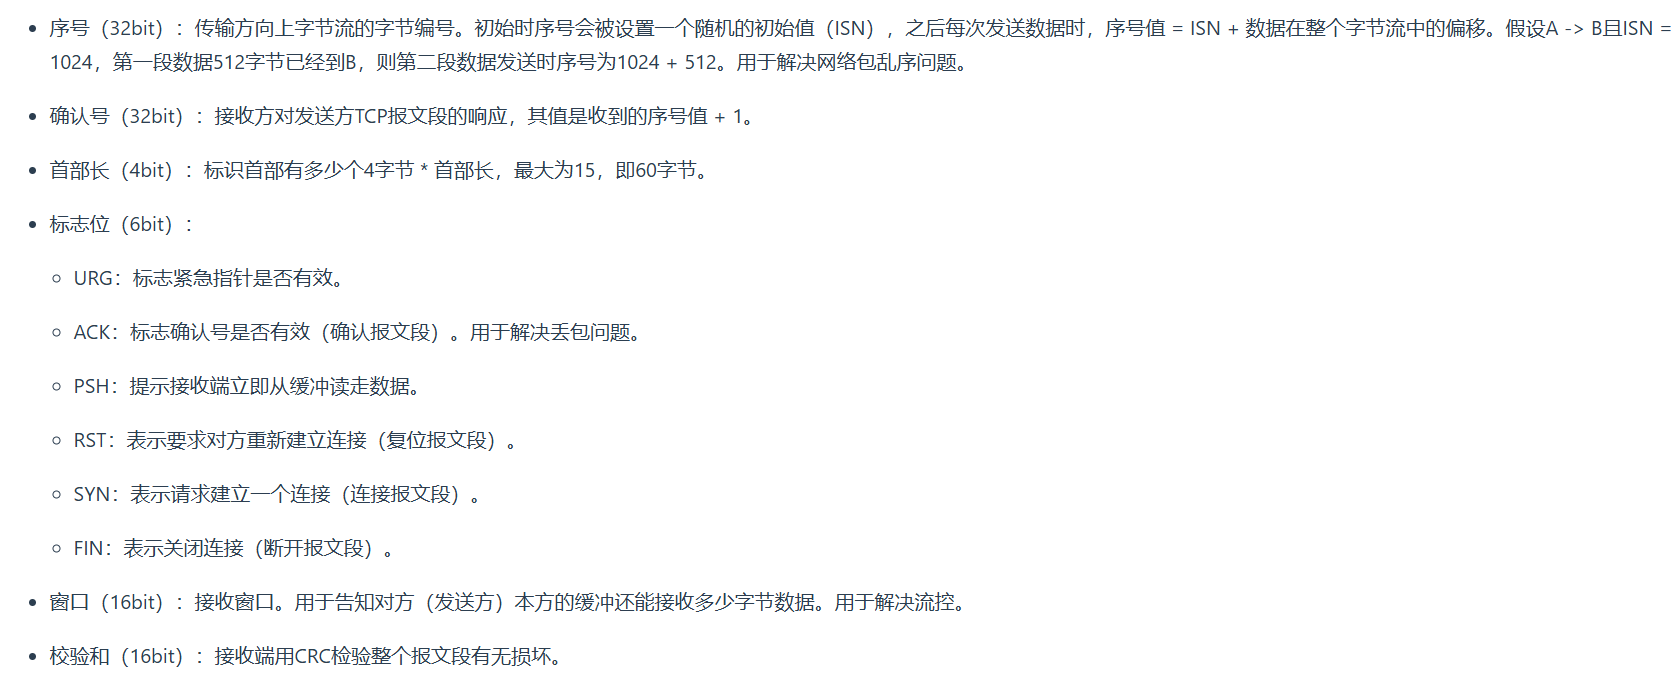 序号（32bit）：传输方向上字节流的字节编号。初始时序号会被设置一个随机的初始值（ISN），之后每次发送数据时，序号值 = ISN + 数据在整个字节流中的偏移。假设A -> B且ISN =
1024，第一段数据512字节已经到B，则第二段数据发送时序号为1024 + 512。用于解决网络包乱序问题。
确认号（32bit）：接收方对发送方TCP报文段的响应，其值是收到的序号值 + 1。
首部长（4bit）：标识首部有多少个4字节 * 首部长，最大为15，即60字节。
标志位（6bit）：
URG：标志紧急指针是否有效。
ACK：标志确认号是否有效（确认报文段）。用于解决丢包问题。
PSH：提示接收端立即从缓冲读走数据。
RST：表示要求对方重新建立连接（复位报文段）。
SYN：表示请求建立一个连接（连接报文段）。
FIN：表示关闭连接（断开报文段）。
窗口（16bit）：接收窗口。用于告知对方（发送方）本方的缓冲还能接收多少字节数据。用于解决流控。
校验和（16bit）：接收端用CRC检验整个报文段有无损坏。